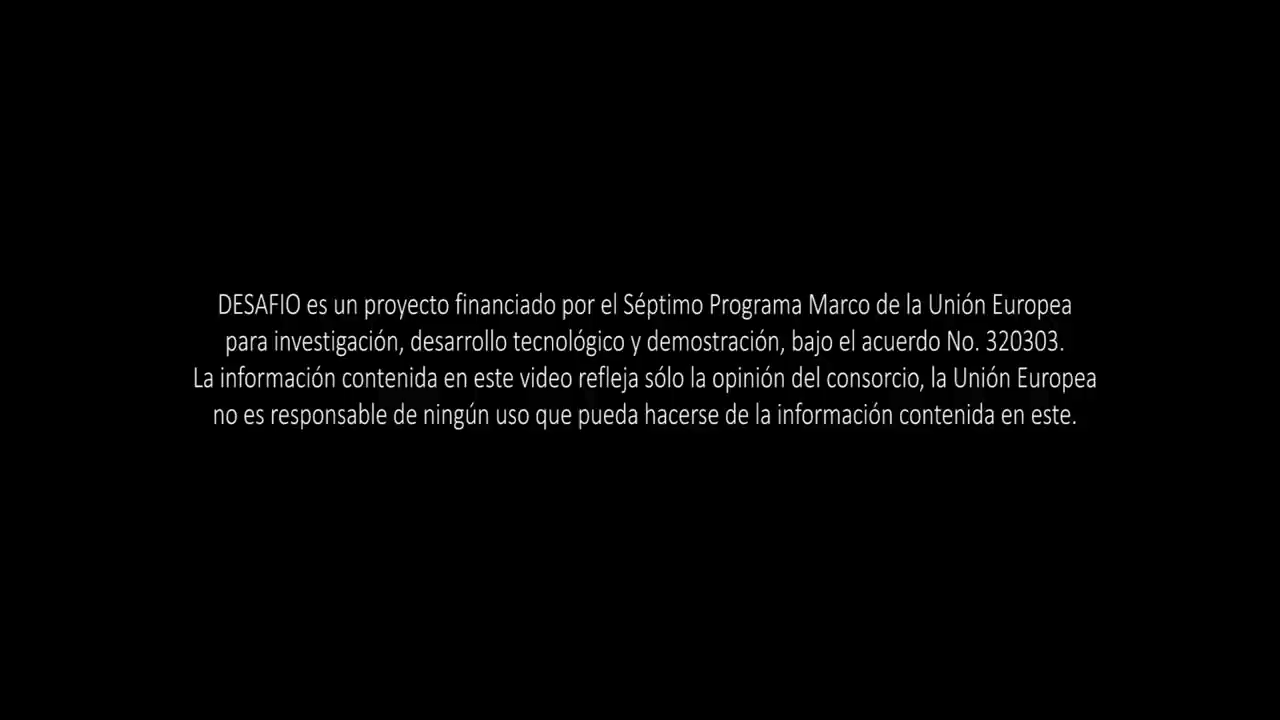 DESAFIO es un proyecto financiado por el Séptimo Programa Marco de la Unión Europea
para investigación, desarrollo tecnológico y demostración, bajo el acuerdo No. 320303.
La información contenida en este video refleja sólo la opinión del consorcio, la Unión Europea
no es responsable de ningún uso que pueda hacerse de la información contenida en este.